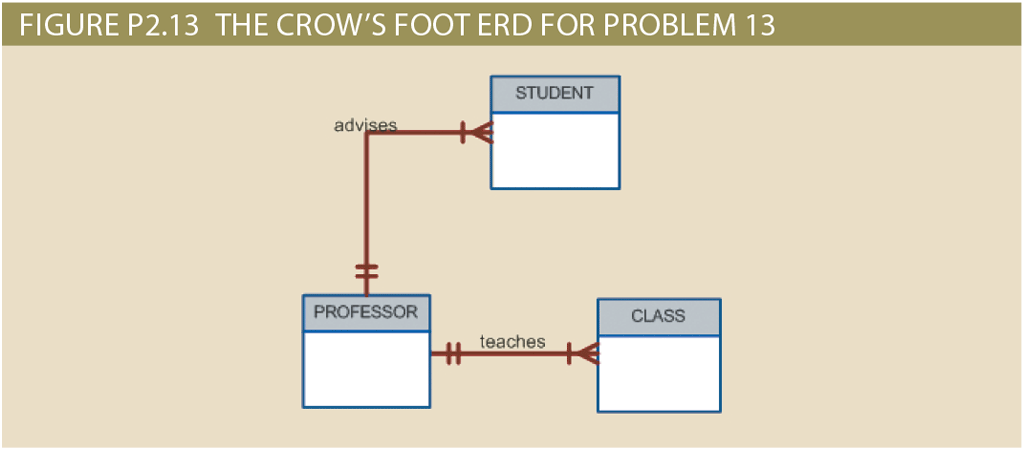 FIGURE P2.13 THE CROW’S FOOT ERD FOR PROBLEM 13
STUDENT
advises
PROFESSOR
CLASS
teaches